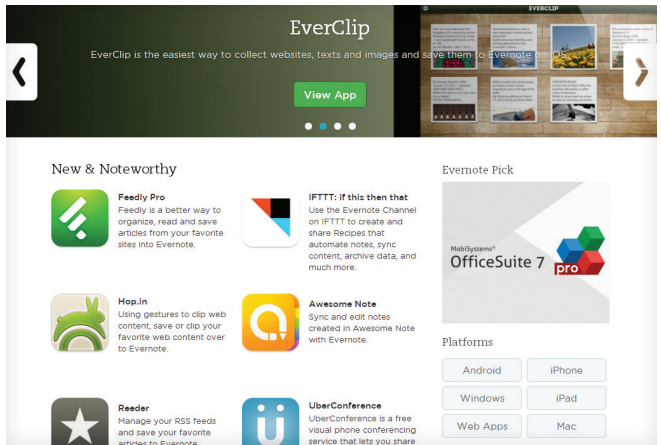 EVERCLIP
EverClip
EverClip is the easiest way to collect websites, texts and images and save them to Evernote on iOS.
View App
New & Noteworthy
Feedly Pro
Feedly is a better way to
organize, read and save
articles from your favorite
sites into Evernote.
IFTTT: if this then that
Use the Evernote Channel
on IFTTT to create and
share Recipes that
automate notes, sync
content, archive data, and
much more.
Hop.in
Using gestures to clip web
content, save or clip your
favorite web content over
to Evernote.
Awesome Note
Sync and edit notes
created in Awesome Note
with Evernote.
Reeder
Manage your RSS feeds
and save your favorite
articles to Evernote
UberConference
UberConference is a free
visual phone conferencing
service that lets you share
Evernote Pick
MobiSystems®
OfficeSuite 7
pro
Platforms
Android
iPhone
Windows
iPad
Web Apps
Mac